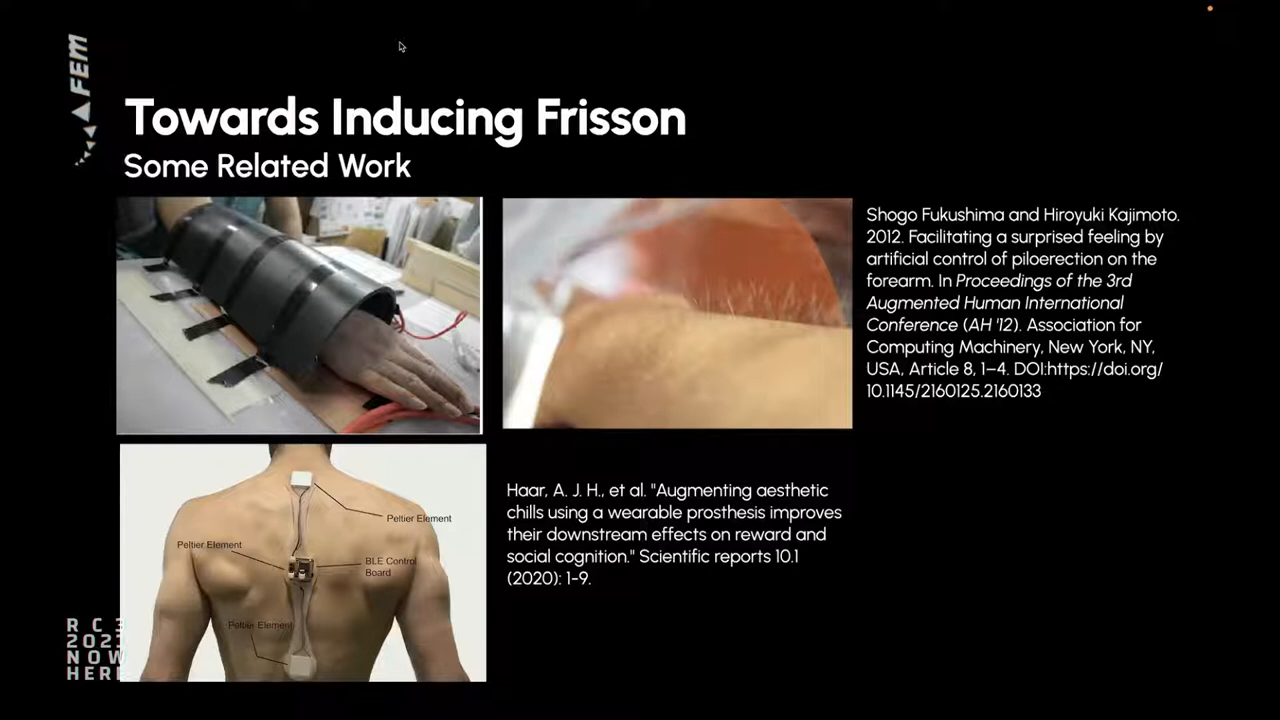 FEM
Towards Inducing Frisson
Some Related Work
Shogo Fukushima and Hiroyuki Kajimoto.
2012. Facilitating a surprised feeling by
artificial control of piloerection on the
forearm. In Proceedings of the 3rd
Augmented Human International
Conference (AH '12). Association for
Computing Machinery, New York, NY,
USA, Article 8, 1–4. DOI:https://doi.org/
10.1145/2160125.2160133
Peltier Element
Peltier Element
BLE Control
Board
Peltier Element
Haar, A. J. H., et al. "Augmenting aesthetic
chills using a wearable prosthesis improves
their downstream effects on reward and
social cognition." Scientific reports 10.1
(2020): 1-9.
RC3
2021
NOW
HERE